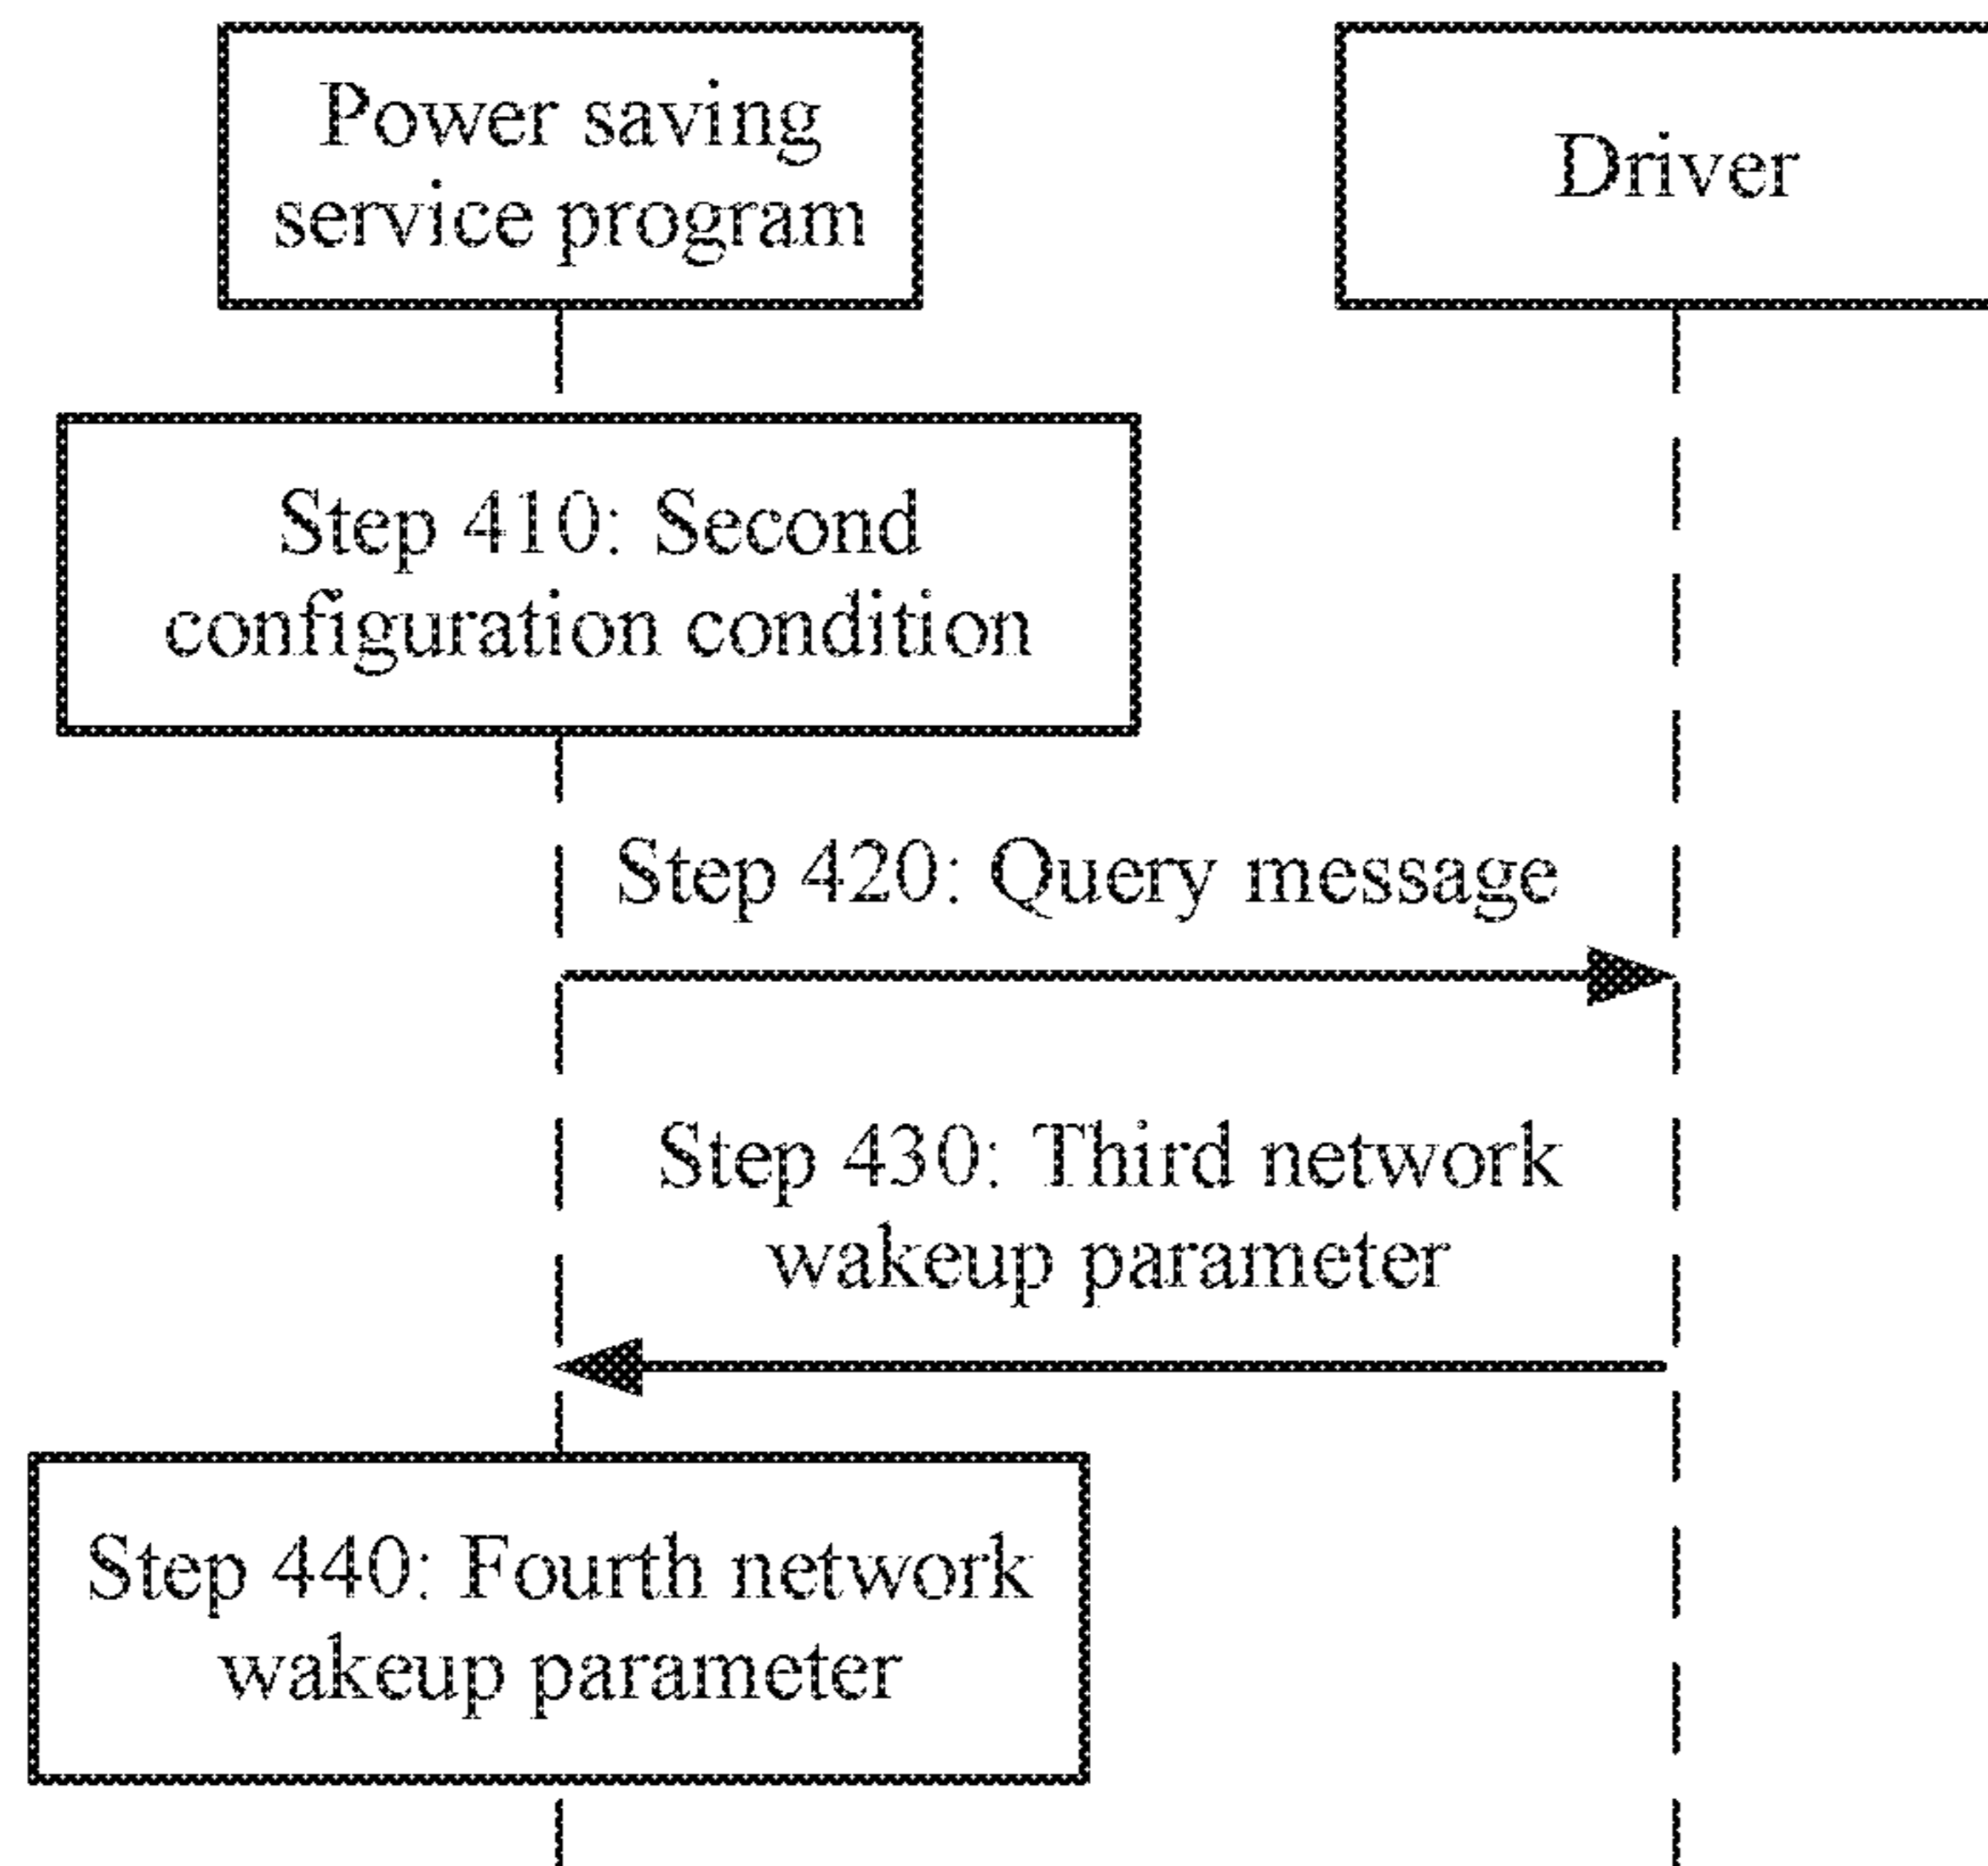 Power saving
service program
Driver
Step 410: Second
configuration condition
Step 420: Query message
Step 430: Third network
wakeup parameter
Step 440: Fourth network
wakeup parameter